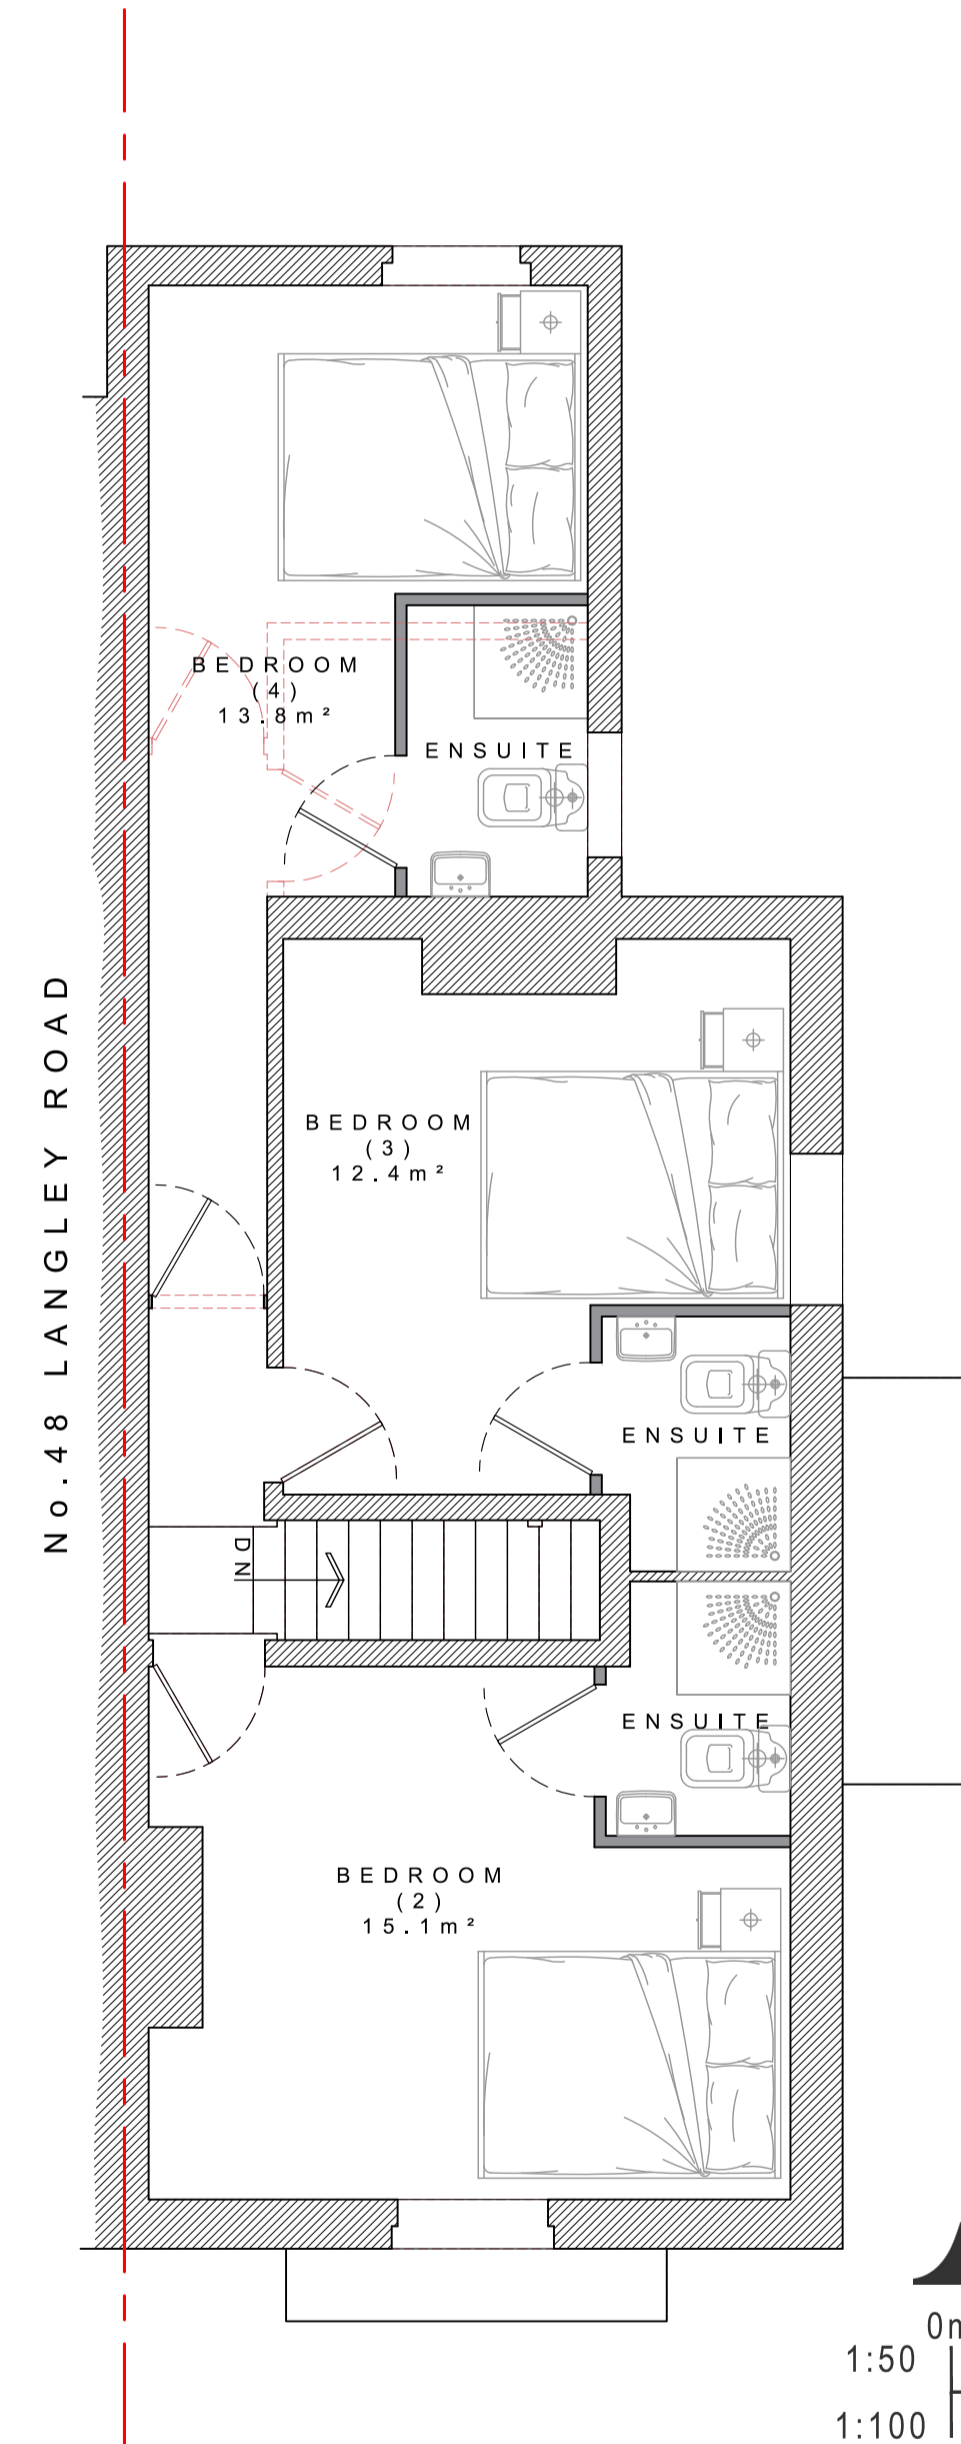 BEDROOM
(4)
13.8m²
ENSUITE
No.48 LANGLEY ROAD
BEDROOM
(3)
12.4m²
ENSUITE
DN
ENSUITE
BEDROOM
(2)
15.1m²
0m
1:50
1:100